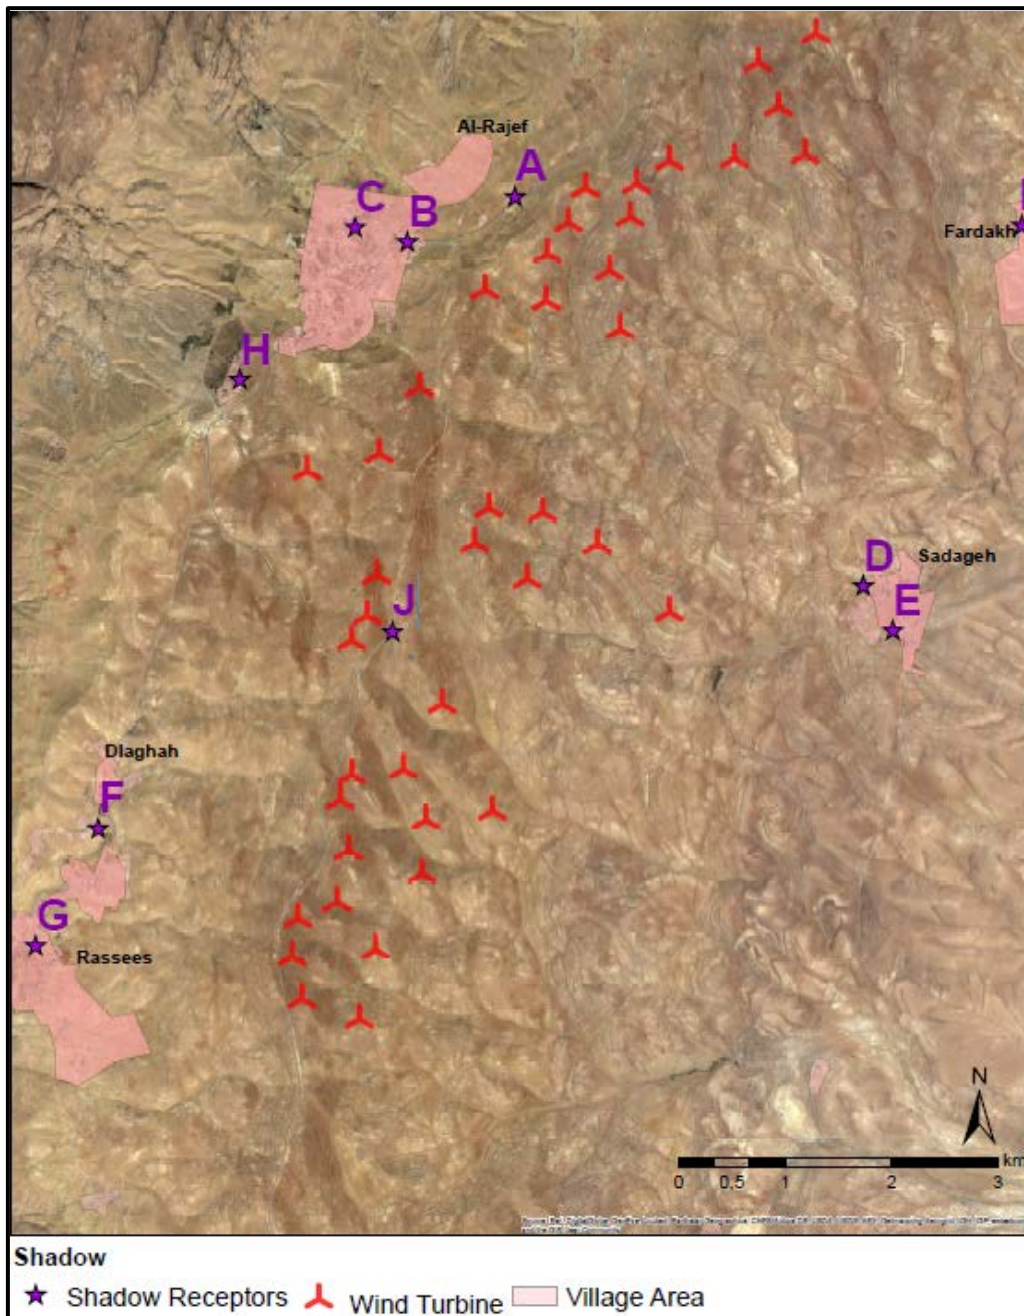 Al-Rajef
A
C
B
Fardakh
H
D
Sadageh
J
E
Dlaghah
F
G
Rassees
N
km
0 0,5 1 2 3
Shadow
Shadow Receptors Wind Turbine Village Area